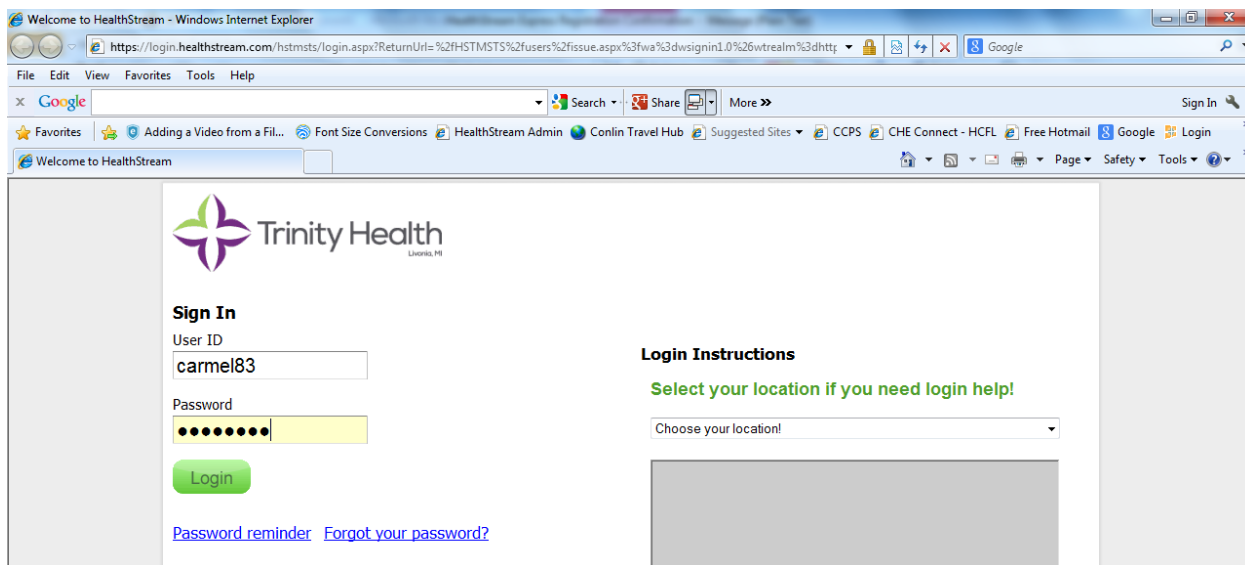 Welcome to HealthStream - Windows Internet Explorer
https://login.healthstream.com/hstmsts/login.aspx?ReturnUrl=%2fHSTMSTS%2fusers%2fissue.aspx%3fwa%3dwsignin1.0%26wtrealm%3dhttp Google
File Edit View Favorites Tools Help
x Google Search Share More » Sign In
Favorites Adding a Video from a Fil... Font Size Conversions HealthStream Admin Conlin Travel Hub Suggested Sites CCPS CHE Connect - HCFL Free Hotmail Google Login
Welcome to HealthStream Page Safety Tools
Trinity Health
Livonia, MI
Sign In
User ID
carmel83
Login Instructions
Select your location if you need login help!
Password
●●●●●●●●
Choose your location!
Login
Password reminder Forgot your password?